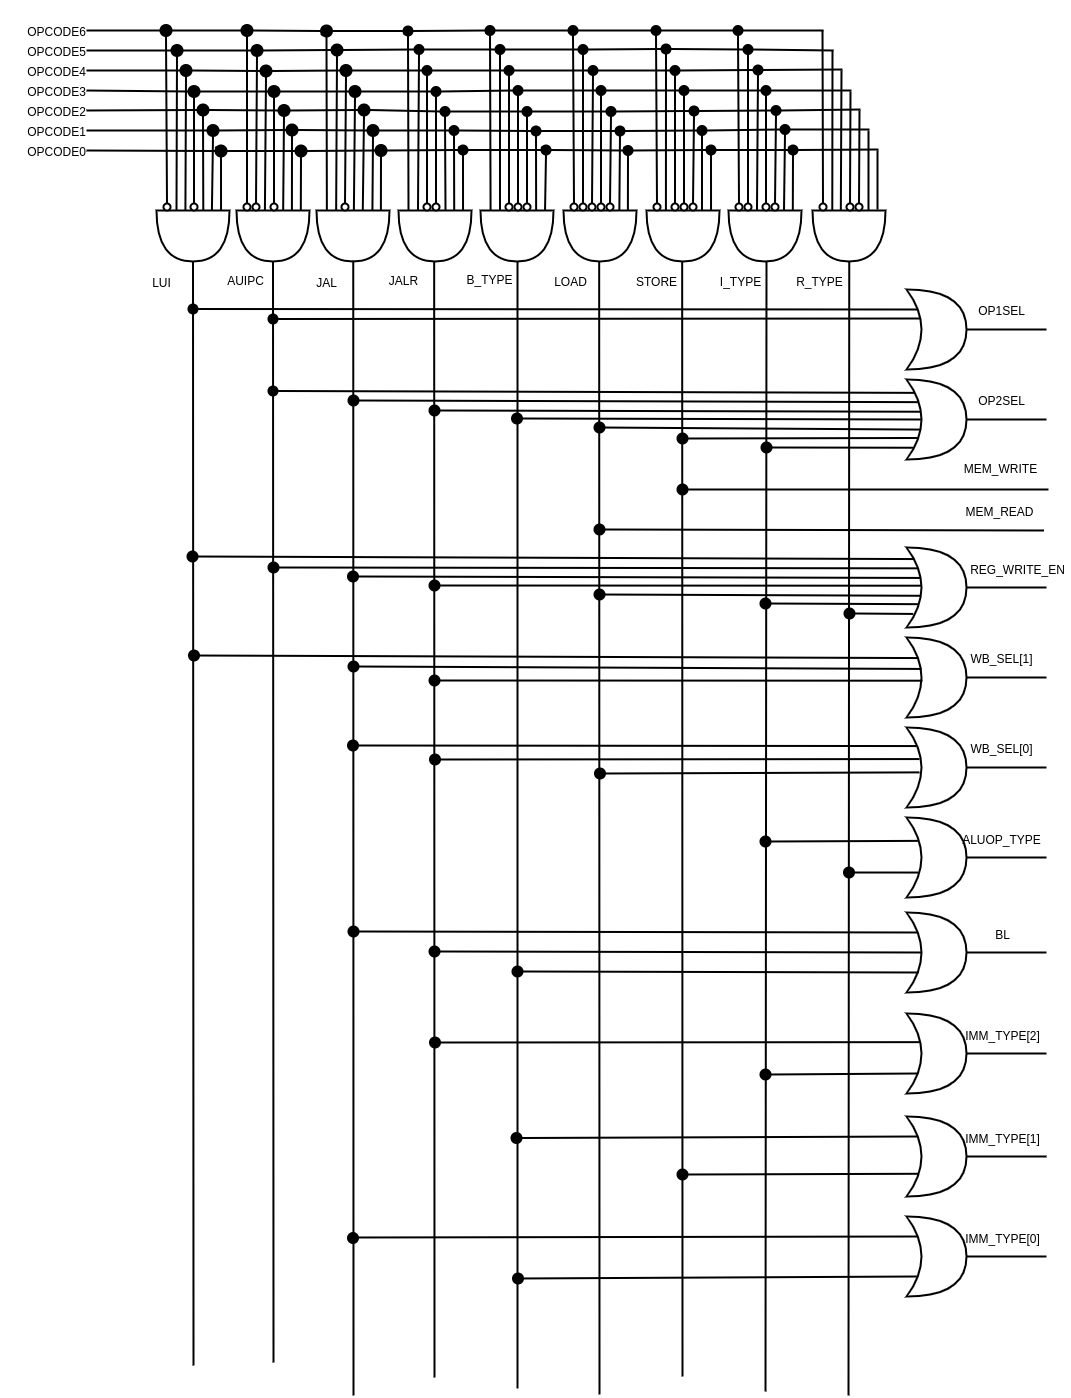 OPCODE6
OPCODE5
OPCODE4
OPCODE3
OPCODE2
OPCODE1
OPCODE0
LUI
AUIPC
JAL
JALR
B_TYPE
LOAD
STORE
I_TYPE
R_TYPE
OP1SEL
OP2SEL
MEM_WRITE
MEM_READ
REG_WRITE_EN
WB_SEL[1]
WB_SEL[0]
ALUOP_TYPE
BL
IMM_TYPE[2]
IMM_TYPE[1]
IMM_TYPE[0]